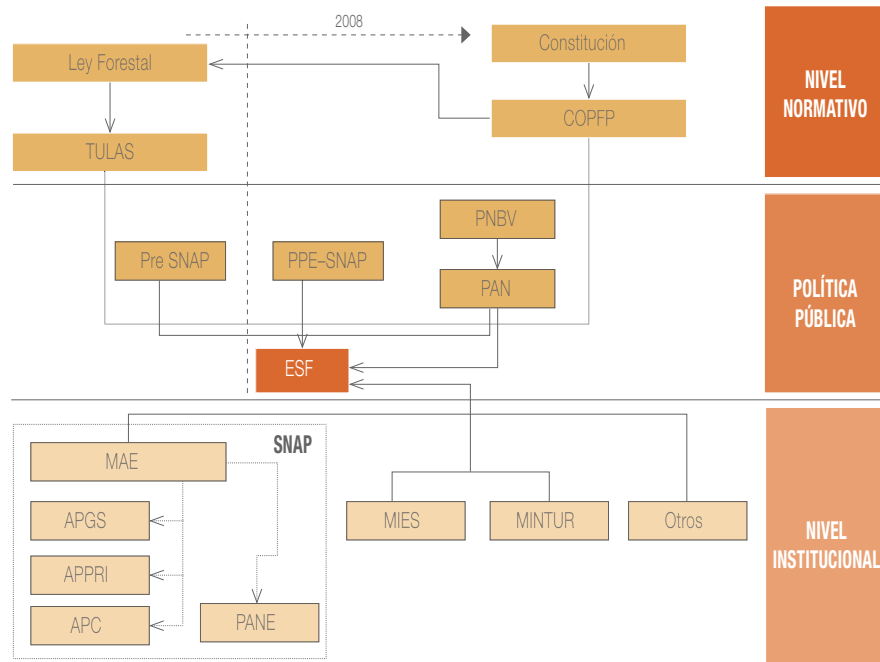 2008
Ley Forestal
Constitución
COPFP
TULAS
NIVEL
NORMATIVO
PNBV
Pre SNAP
PPE–SNAP
PAN
ESF
POLÍTICA
PÚBLICA
SNAP
MAE
APGS
APPRI
APC
PANE
MIES
MINTUR
Otros
NIVEL
INSTITUCIONAL